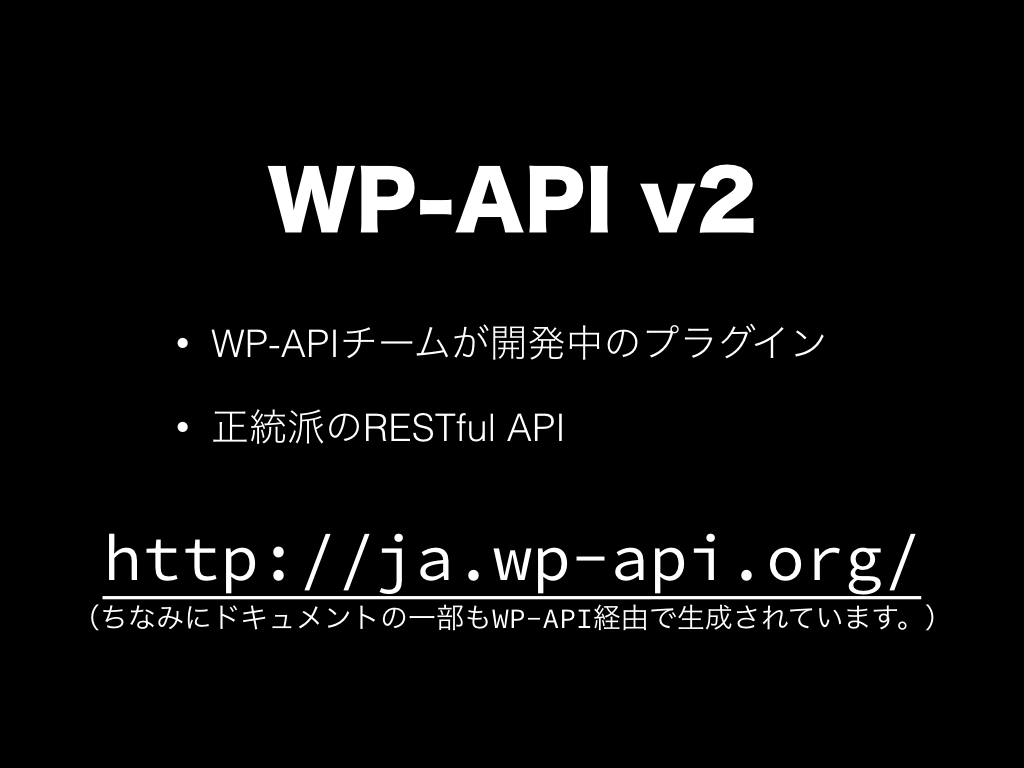 WP-API v2
• WP-APIチームが開発中のプラグイン
• 正統派のRESTful API
http://ja.wp-api.org/
（ちなみにドキュメントの一部もWP-API経由で生成されています。）